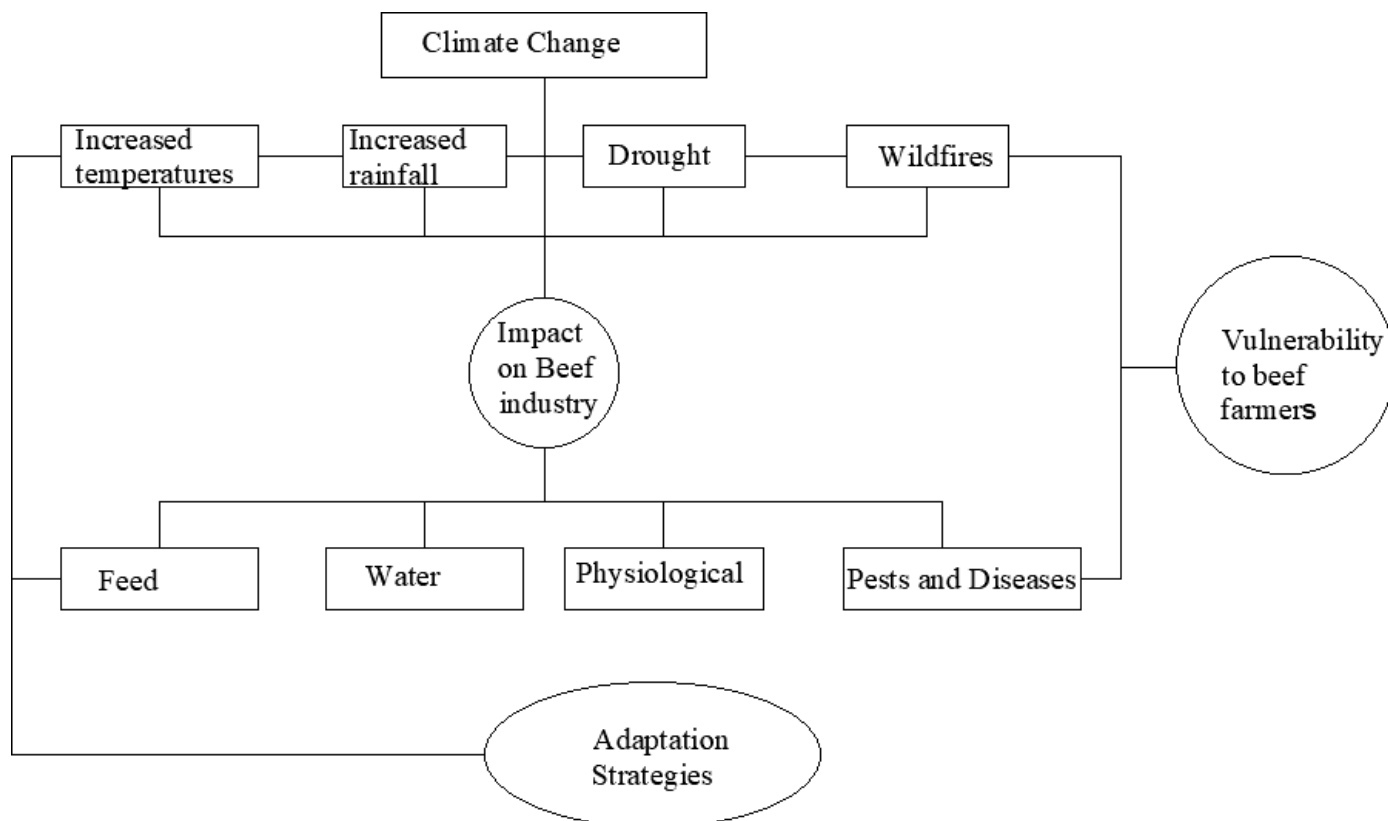 Climate Change
Increased
temperatures
Increased
rainfall
Drought
Wildfires
Impact
on Beef
industry
Vulnerability
to beef
farmers
Feed
Water
Physiological
Pests and Diseases
Adaptation
Strategies